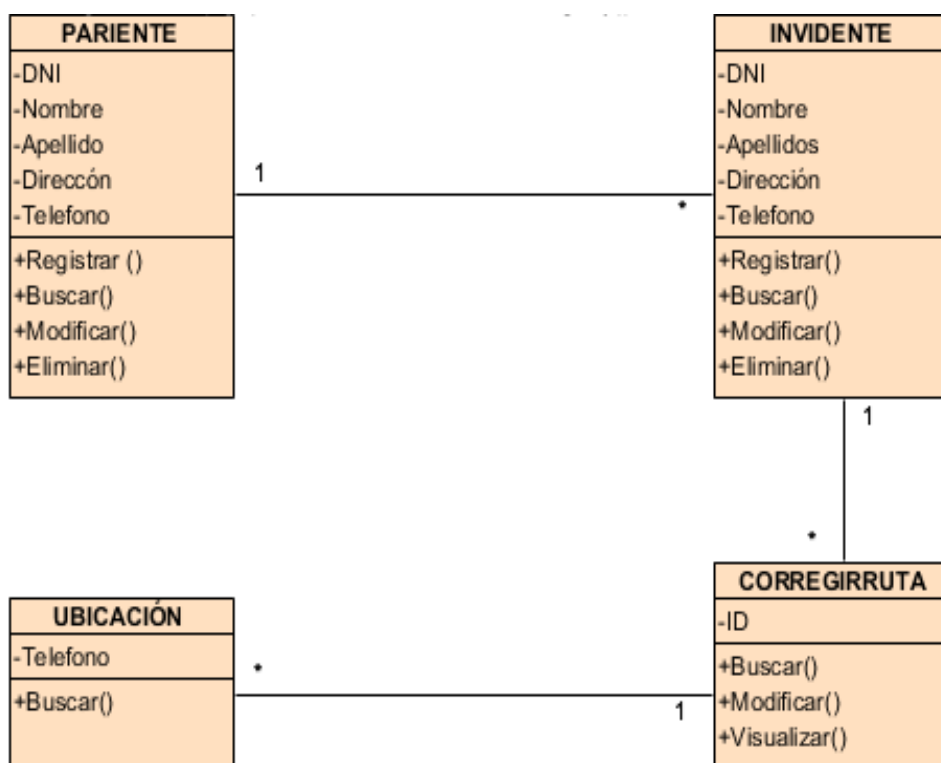 PARIENTE
-DNI
-Nombre
-Apellido
-Direccón
-Telefono
+Registrar ()
+Buscar()
+Modificar()
+Eliminar()
1
*
INVIDENTE
-DNI
-Nombre
-Apellidos
-Dirección
-Telefono
+Registrar()
+Buscar()
+Modificar()
+Eliminar()
1
*
UBICACIÓN
-Telefono
+Buscar()
*
1
CORREGIRRUTA
-ID
+Buscar()
+Modificar()
+Visualizar()